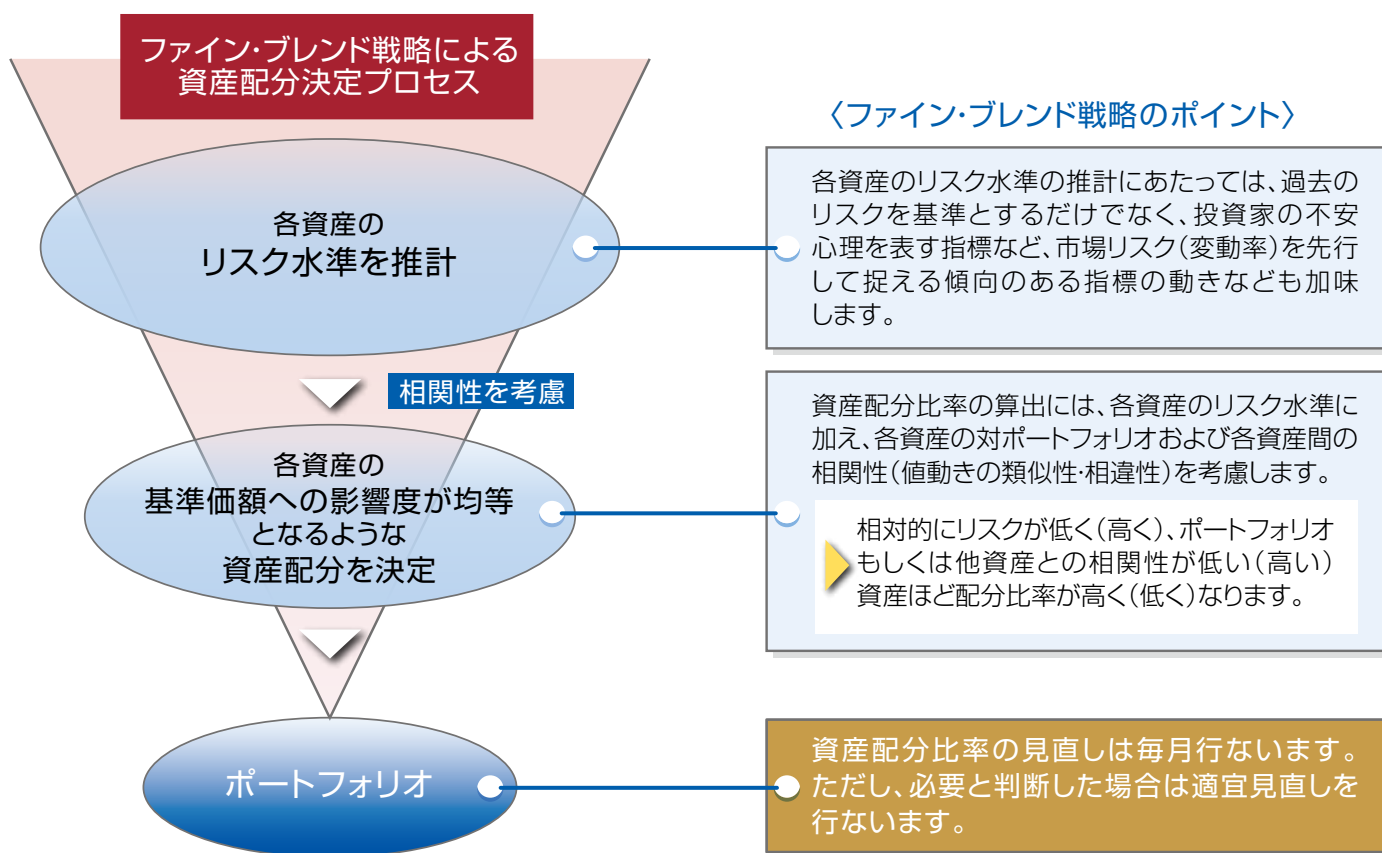 ファイン・ブレンド戦略による
資産配分決定プロセス
各資産の
リスク水準を推計
相関性を考慮
各資産の
基準価額への影響度が均等
となるような
資産配分を決定
ポートフォリオ
〈ファイン・ブレンド戦略のポイント〉
各資産のリスク水準の推計にあたっては、過去の
リスクを基準とするだけでなく、投資家の不安
心理を表す指標など、市場リスク(変動率)を先行
して捉える傾向のある指標の動きなども加味
します。
資産配分比率の算出には、各資産のリスク水準に
加え、各資産の対ポートフォリオおよび各資産間の
相関性(値動きの類似性・相違性)を考慮します。
相対的にリスクが低く(高く)、ポートフォリオ
もしくは他資産との相関性が低い(高い)
資産ほど配分比率が高く(低く)なります。
資産配分比率の見直しは毎月行ないます。
ただし、必要と判断した場合は適宜見直しを
行ないます。